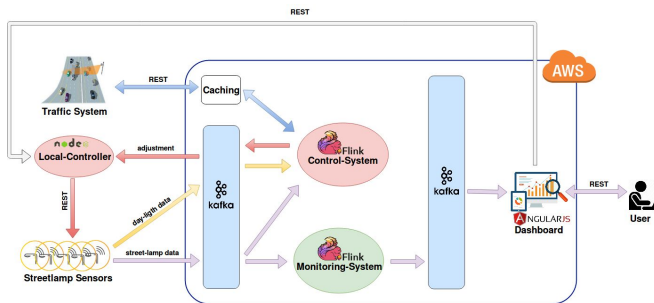 REST
AWS
REST
Caching
Traffic System
node
Local-Controller
adjustment
Flink
Control-System
kafka
kafka
REST
day-ligth data
street-lamp data
Streetlamp Sensors
Flink
Monitoring-System
ANGULARJS
Dashboard
REST
User